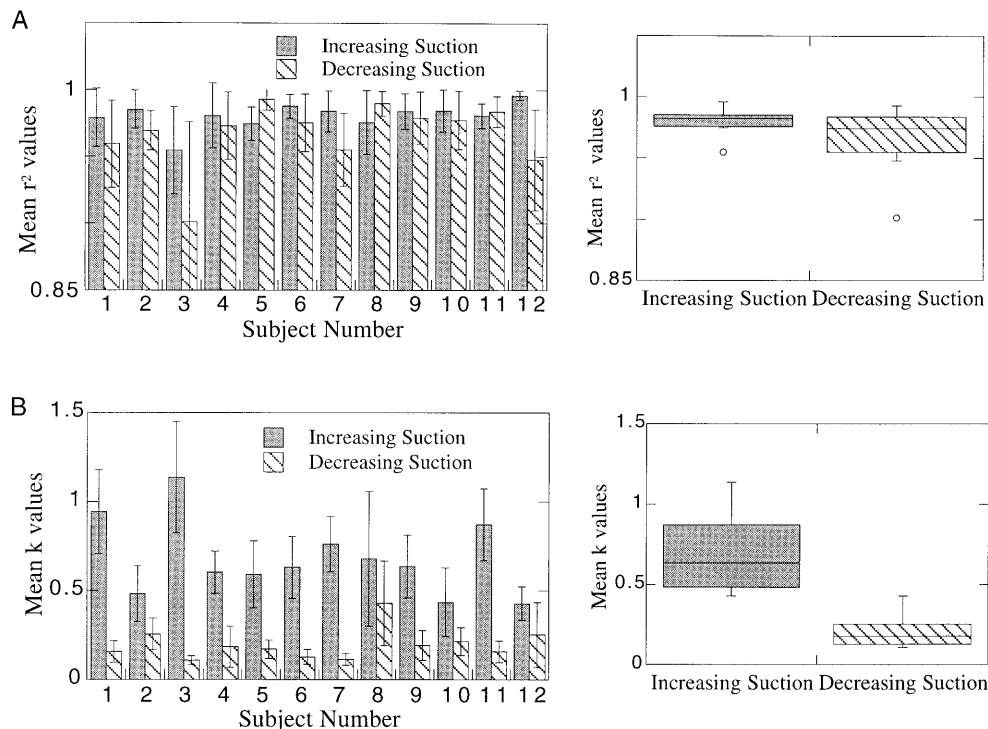 A
Increasing Suction
Decreasing Suction
Mean r² values
1
0.85
1 2 3 4 5 6 7 8 9 10 11 12
Subject Number
Mean r² values
1
0.85
Increasing Suction Decreasing Suction
B
Increasing Suction
Decreasing Suction
Mean k values
1.5
1
0.5
0
1 2 3 4 5 6 7 8 9 10 11 12
Subject Number
Mean k values
1.5
1
0.5
0
Increasing Suction Decreasing Suction